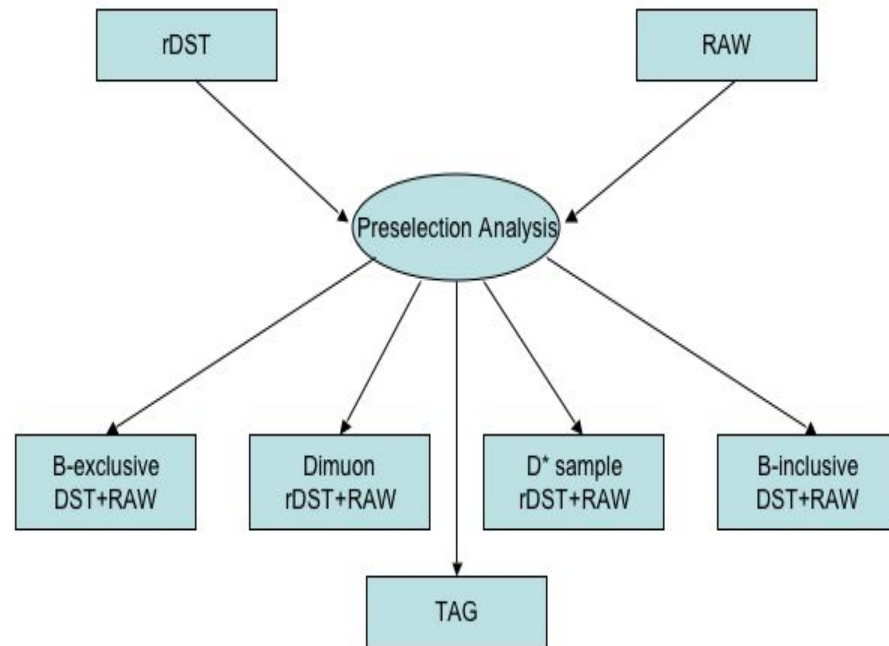 rDST
RAW
Preselection Analysis
B-exclusive
DST+RAW
Dimuon
rDST+RAW
D* sample
rDST+RAW
B-inclusive
DST+RAW
TAG